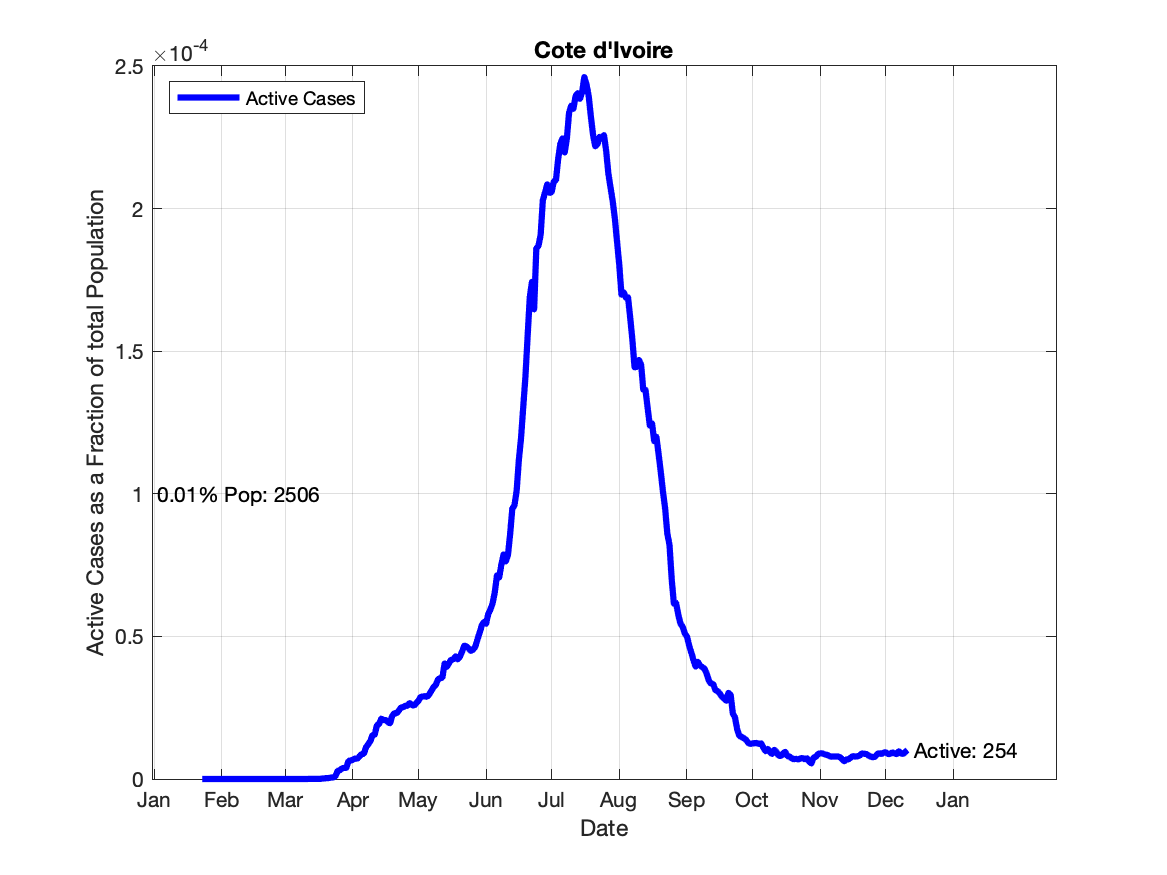 Cote d'Ivoire
×10-4
Active Cases
2.5
2
1.5
1
0.5
0
0.01% Pop: 2506
Active: 254
Active Cases as a Fraction of total Population
Jan Feb Mar Apr May Jun Jul Aug Sep Oct Nov Dec Jan
Date